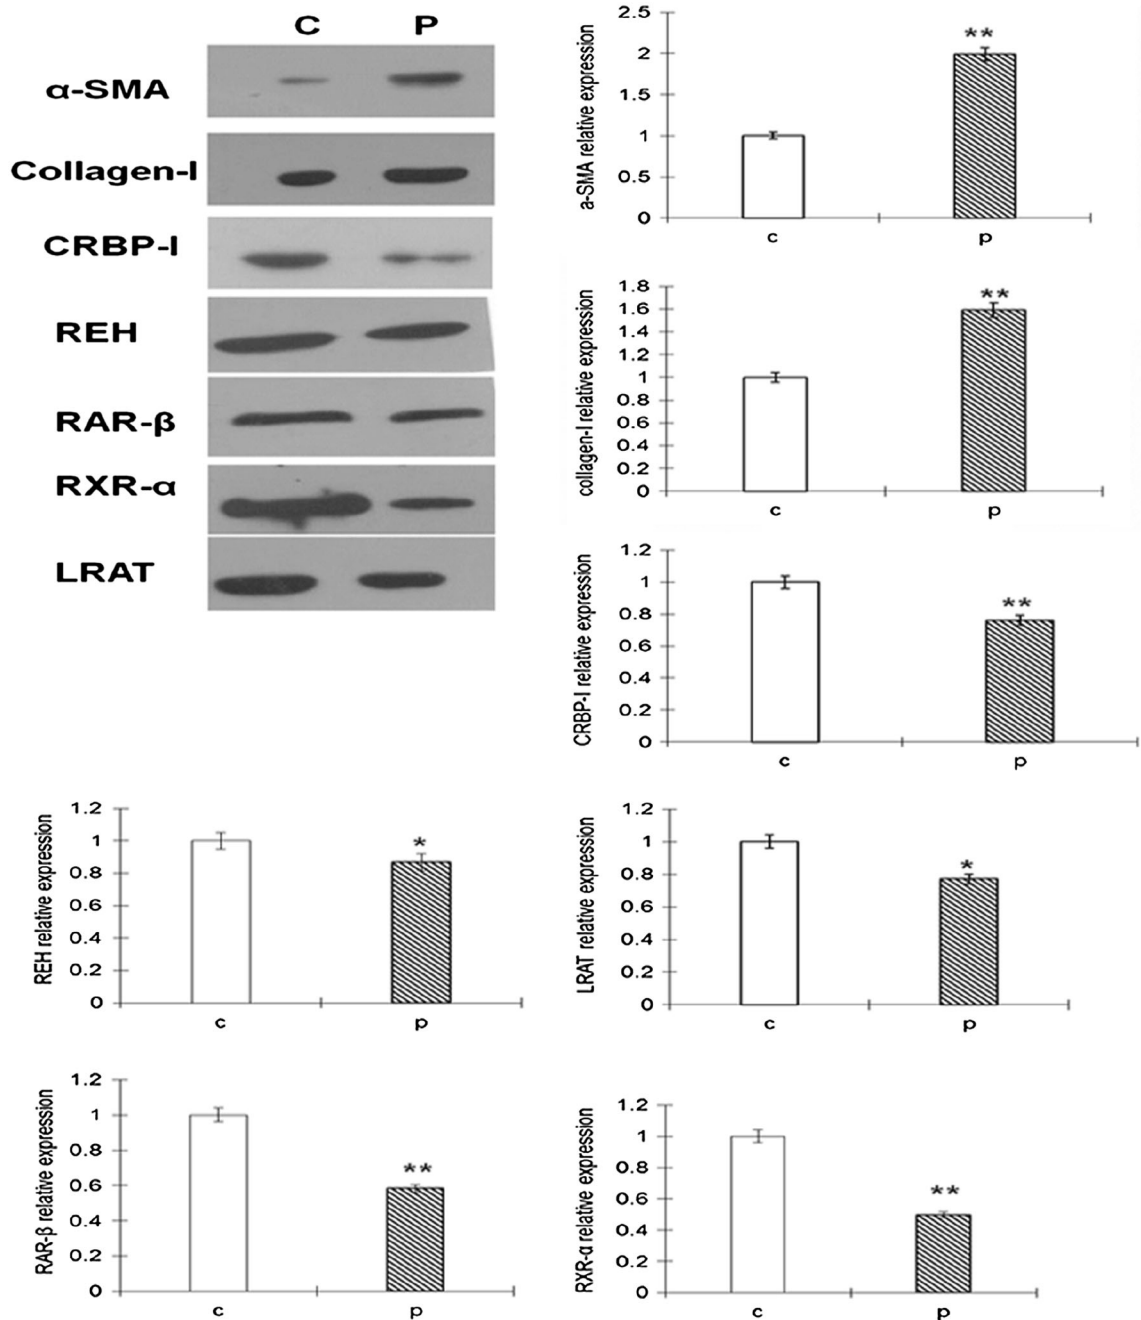 C P
α-SMA
Collagen-I
CRBP-I
REH
RAR-β
RXR-α
LRAT
a-SMA relative expression
2.5
2
1.5
1
0.5
0
**
c p
collagen-I relative expression
1.8
1.6
1.4
1.2
1
0.8
0.6
0.4
0.2
0
**
c p
CRBP-I relative expression
1.2
1
0.8
0.6
0.4
0.2
0
**
c p
REH relative expression
1.2
1
0.8
0.6
0.4
0.2
0
*
c p
LRAT relative expression
1.2
1
0.8
0.6
0.4
0.2
0
*
c p
RAR-β relative expression
1.2
1
0.8
0.6
0.4
0.2
0
**
c p
RXR-α relative expression
1.2
1
0.8
0.6
0.4
0.2
0
**
c p